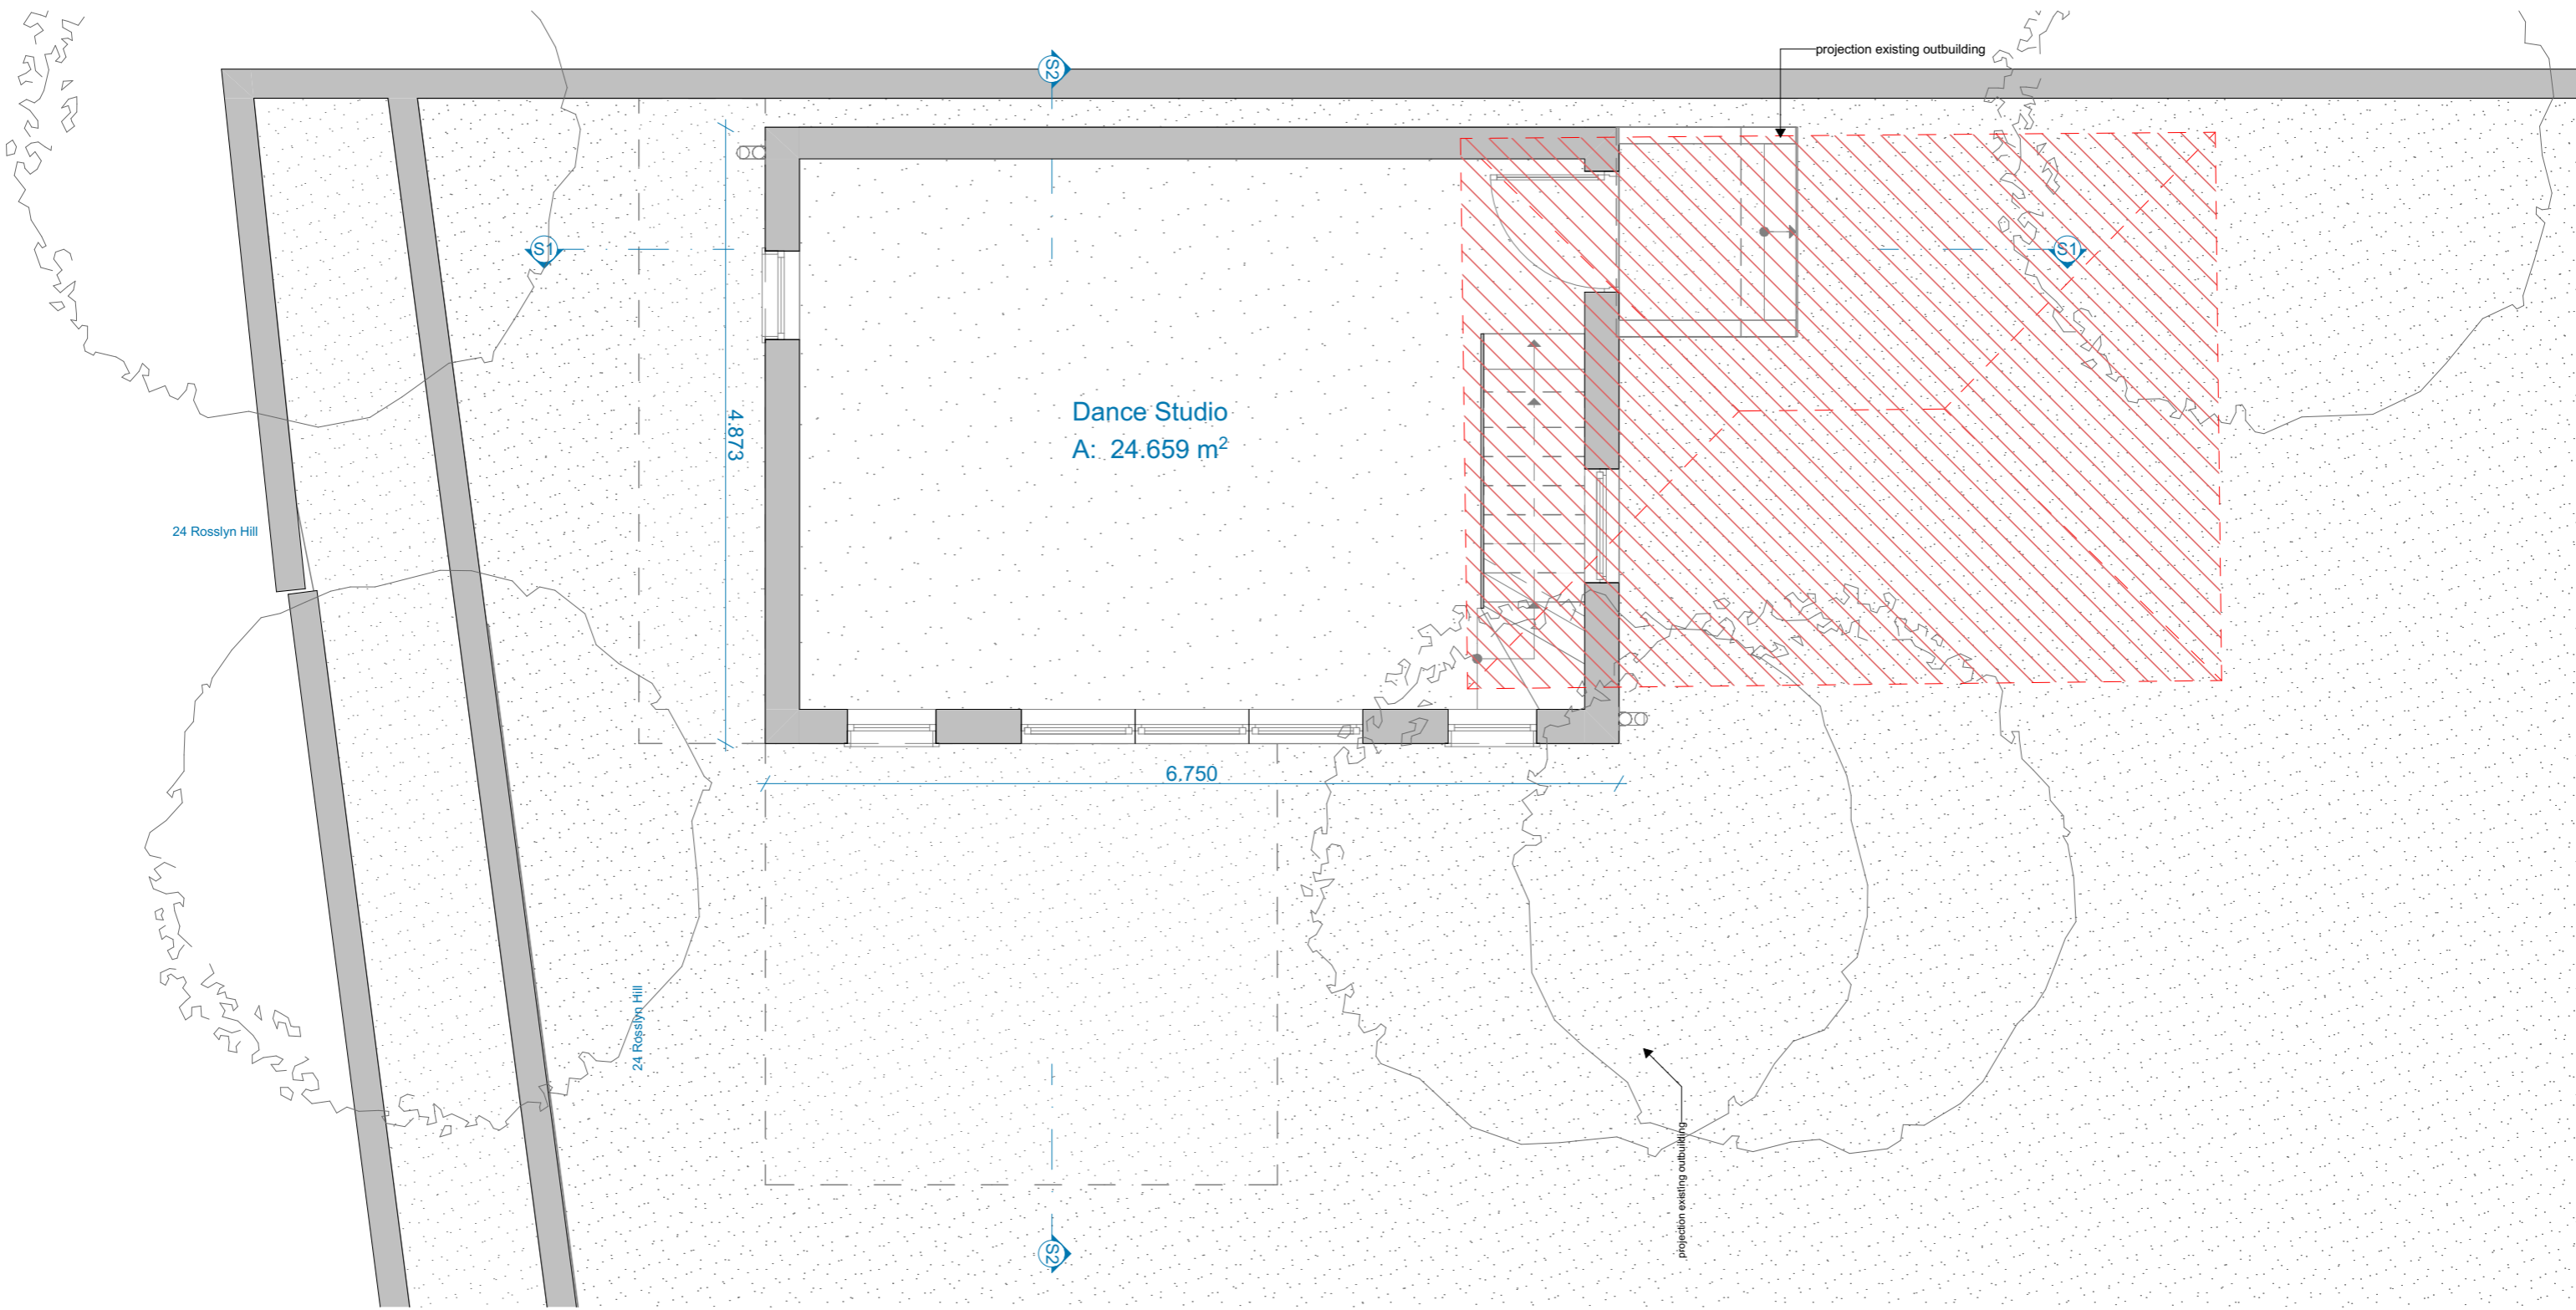 projection existing outbuilding
S2
S1
S1
4.873
Dance Studio
A: 24.659 m²
24 Rosslyn Hill
6.750
24 Rosslyn Hill
projection existing outbuilding
S2